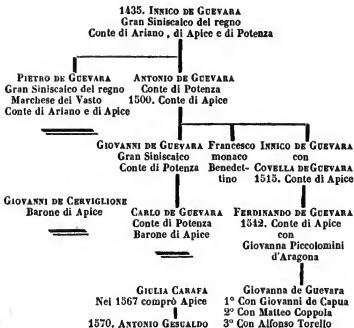 1435. INNICO DE GUEVARA
Gran Siniscalco del regno
Conte di Ariano, di Apice e di Potenza
PIETRO DE GUEVARA
Gran Siniscalco del regno
Marchese del Vasto
Conte di Ariano e di Apice
ANTONIO DE GUEVARA
Conte di Potenza
1500. Conte di Apice
GIOVANNI DE GUEVARA
Gran Siniscalco
Conte di Potenza
Francesco
monaco
Benedet-
tino
INNICO DE GUEVARA
con
COVELLA DE GUEVARA
1515. Conte di Apice
GIOVANNI DE CERVIGLIONE
Barone di Apice
CARLO DE GUEVARA
Conte di Potenza
Barone di Apice
FERDINANDO DE GUEVARA
1542. Conte di Apice
con
Giovanna Piccolomini
d'Aragona
GIULIA CARAFA
Nel 1567 comprò Apice
1570. ANTONIO GESUALDO
Giovanna de Guevara
1° Con Giovanni de Capua
2° Con Matteo Coppola
3° Con Alfonso Torello